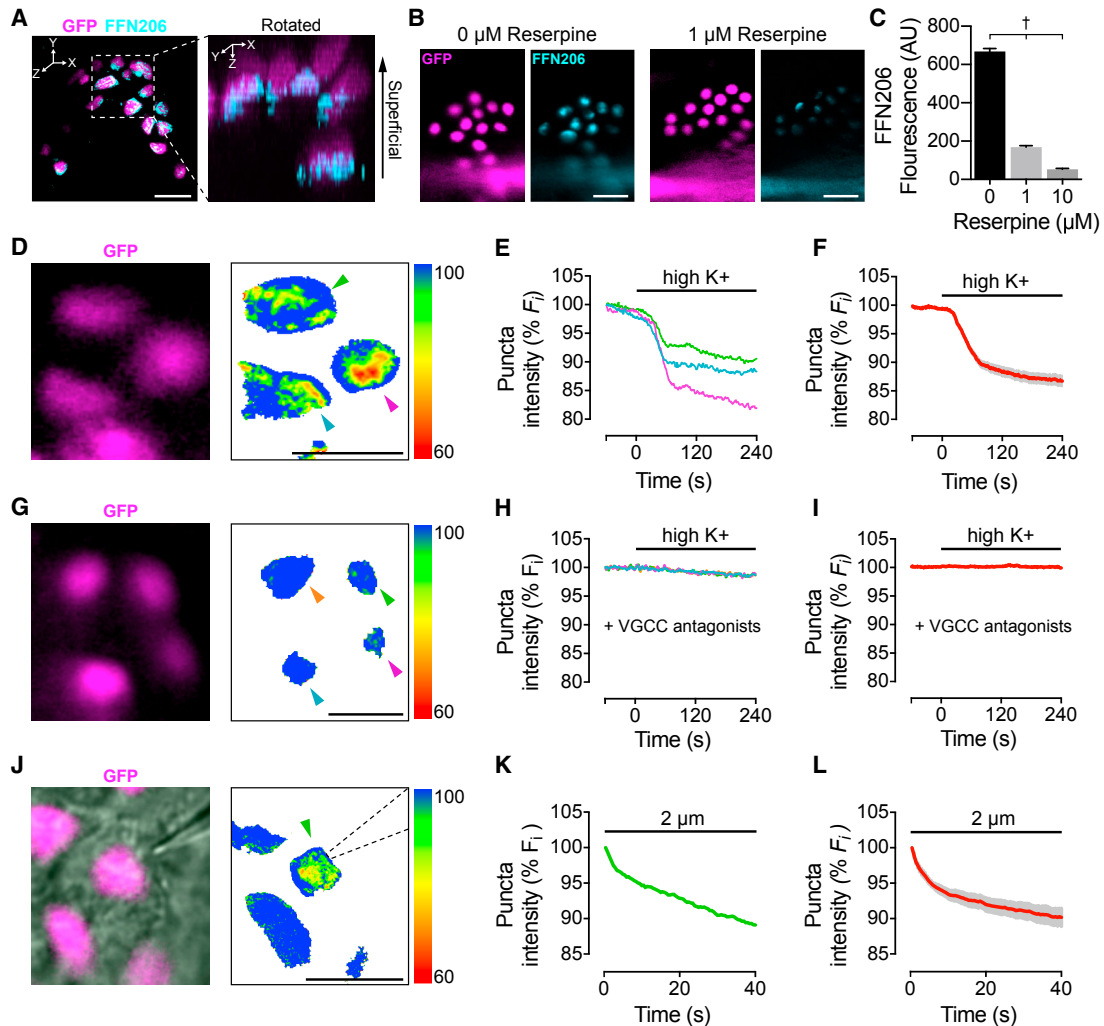 A
GFP FFN206
Y
X
Z
Rotated
Y
X
Z
Superficial
B
0 µM Reserpine
GFP
FFN206
1 µM Reserpine
C
FFN206
Flourescence (AU)
800
600
400
200
0
†
0 1 10
Reserpine (µM)
D
GFP
100
60
E
Puncta
intensity (% Fi)
105
100
95
90
85
80
high K+
0 120 240
Time (s)
F
Puncta
intensity (% Fi)
105
100
95
90
85
80
high K+
0 120 240
Time (s)
G
GFP
100
60
H
Puncta
intensity (% Fi)
105
100
95
90
85
80
high K+
+ VGCC antagonists
0 120 240
Time (s)
I
Puncta
intensity (% Fi)
105
100
95
90
85
80
high K+
+ VGCC antagonists
0 120 240
Time (s)
J
GFP
100
60
K
Puncta
intensity (% Fi)
105
100
95
90
85
2 µm
0 20 40
Time (s)
L
Puncta
intensity (% Fi)
105
100
95
90
85
2 µm
0 20 40
Time (s)